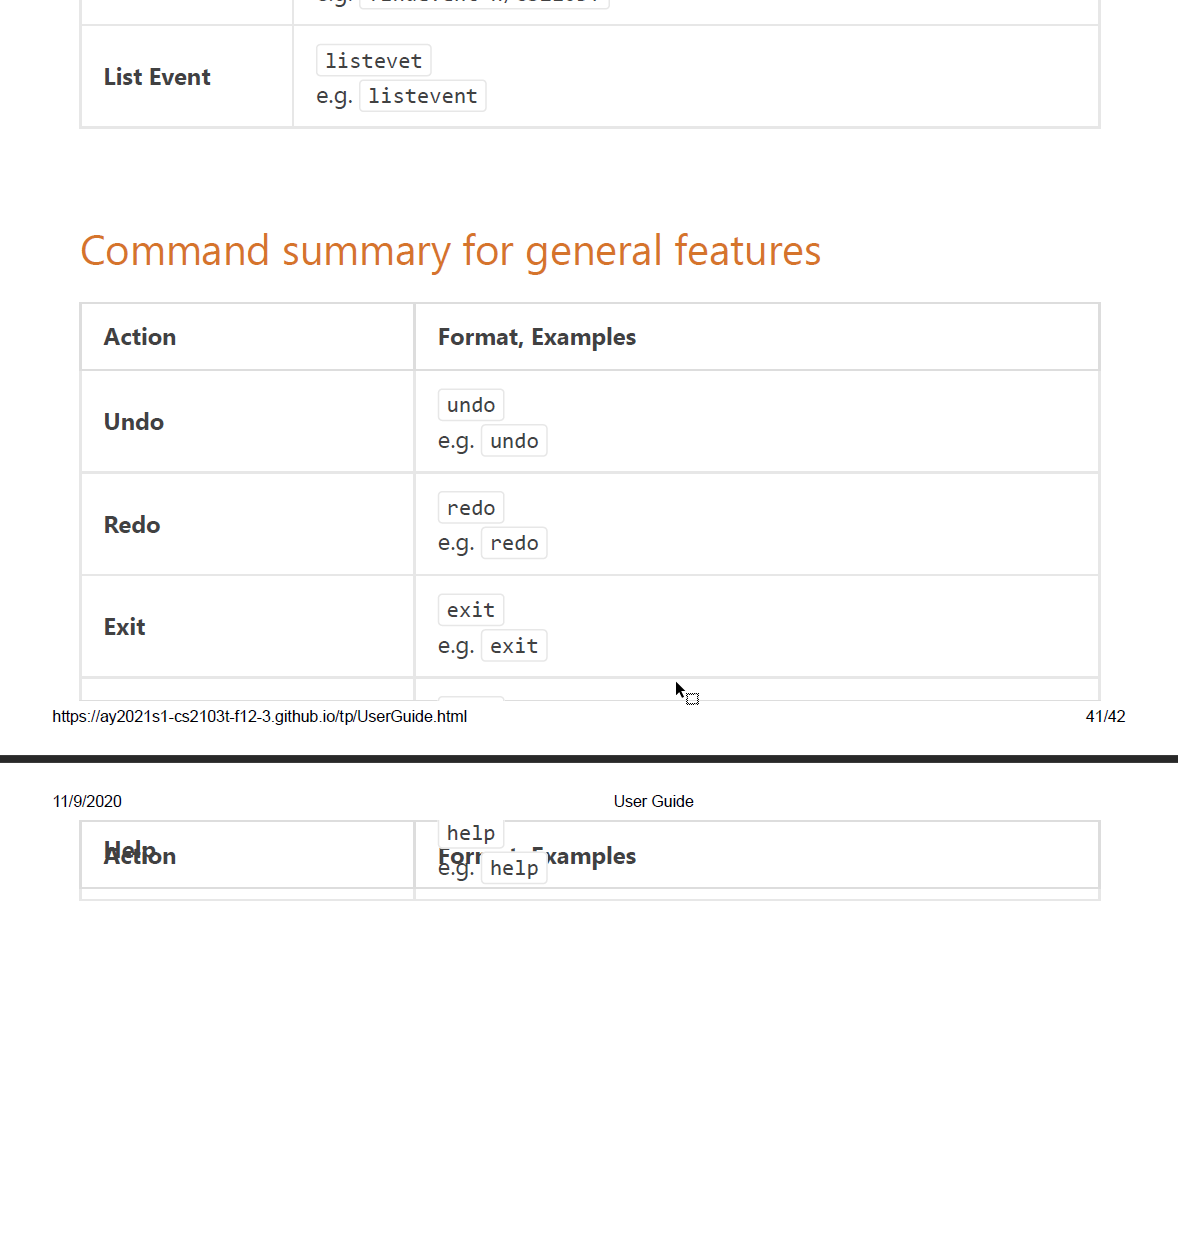 e.g.
List Event
listevet
e.g. listevent
Command summary for general features
Action Format, Examples
Undo
undo
e.g. undo
Redo
redo
e.g. redo
Exit
exit
e.g. exit
https://ay2021s1-cs2103t-f12-3.github.io/tp/UserGuide.html 41/42
11/9/2020 User Guide
help
Help
Action Examples
e.g. help